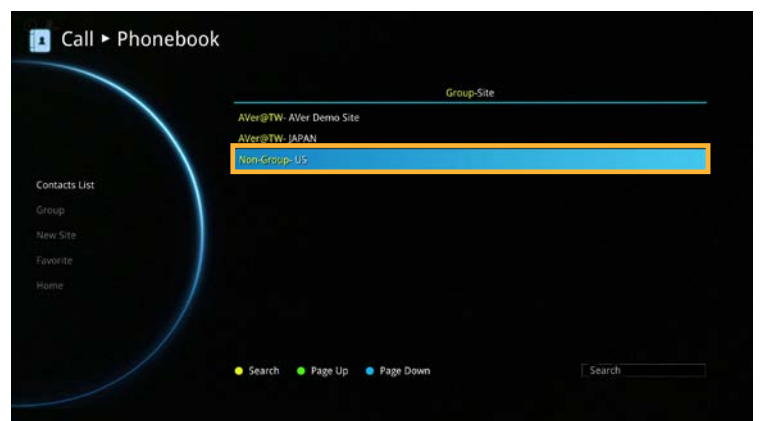 Call ▸ Phonebook
Group-Site
AVer@TW- AVer Demo Site
AVer@TW- JAPAN
Non-Group- US
Contacts List
Group
New Site
Favorite
Home
Search Page Up Page Down Search